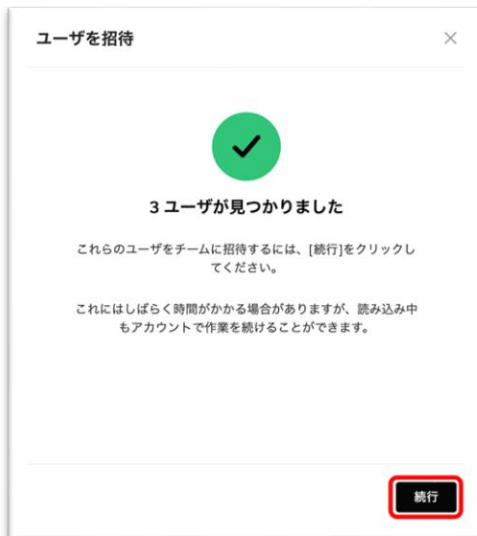 ユーザを招待
3 ユーザが見つかりました
これらのユーザをチームに招待するには、[続行]をクリックし
てください。
これにはしばらく時間がかかる場合がありますが、読み込み中
もアカウントで作業を続けることができます。
続行